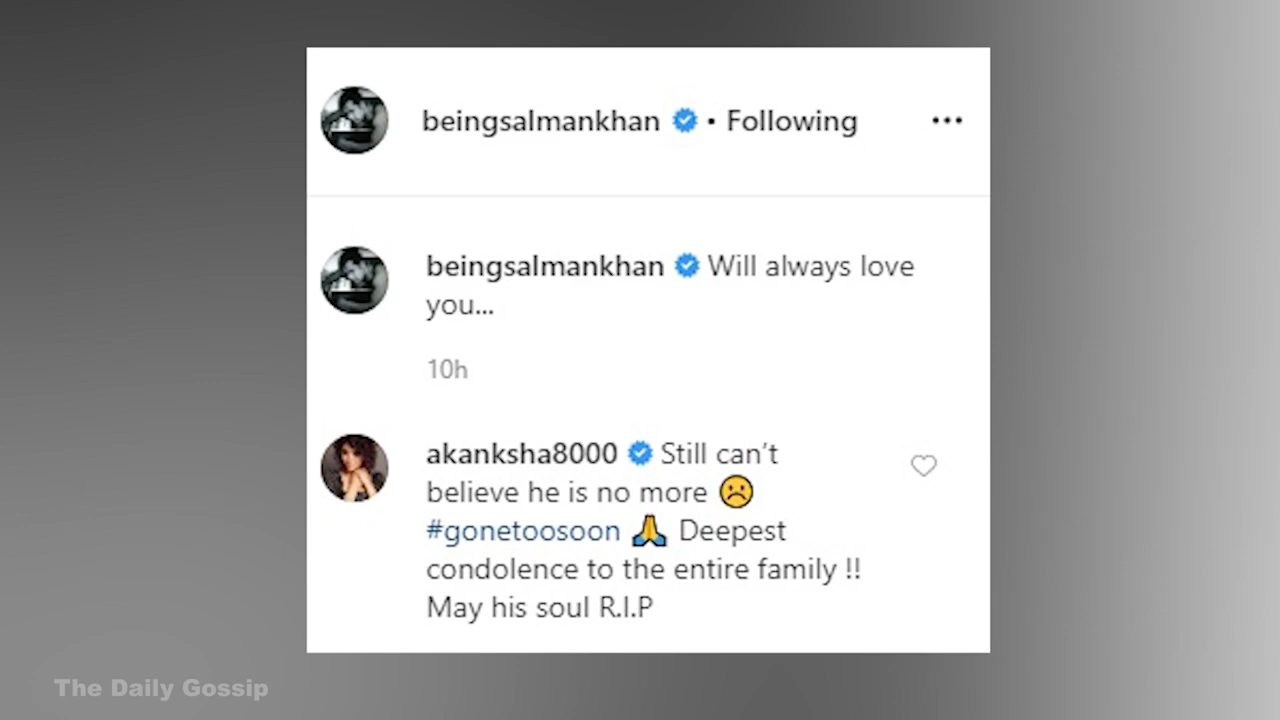 beingsalmankhan • Following
beingsalmankhan Will always love
you...
10h
akanksha8000 Still can't
believe he is no more ☹️
#gonetoosoon 🙏 Deepest
condolence to the entire family !!
May his soul R.I.P
The Daily Gossip